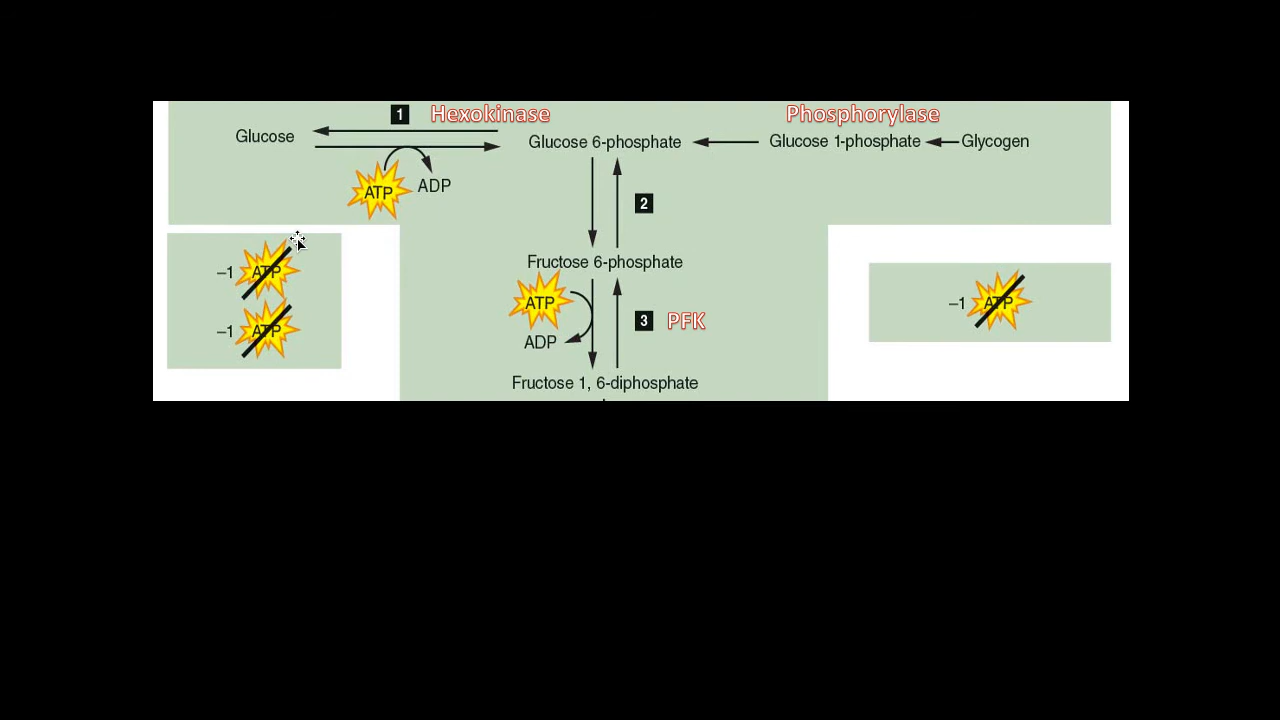 1 Hexokinase Phosphorylase
Glucose Glucose 6-phosphate Glucose 1-phosphate Glycogen
ATP ADP
2
–1 ATP
Fructose 6-phosphate
ATP
–1 ATP
3 PFK
–1 ATP
ADP
Fructose 1, 6-diphosphate